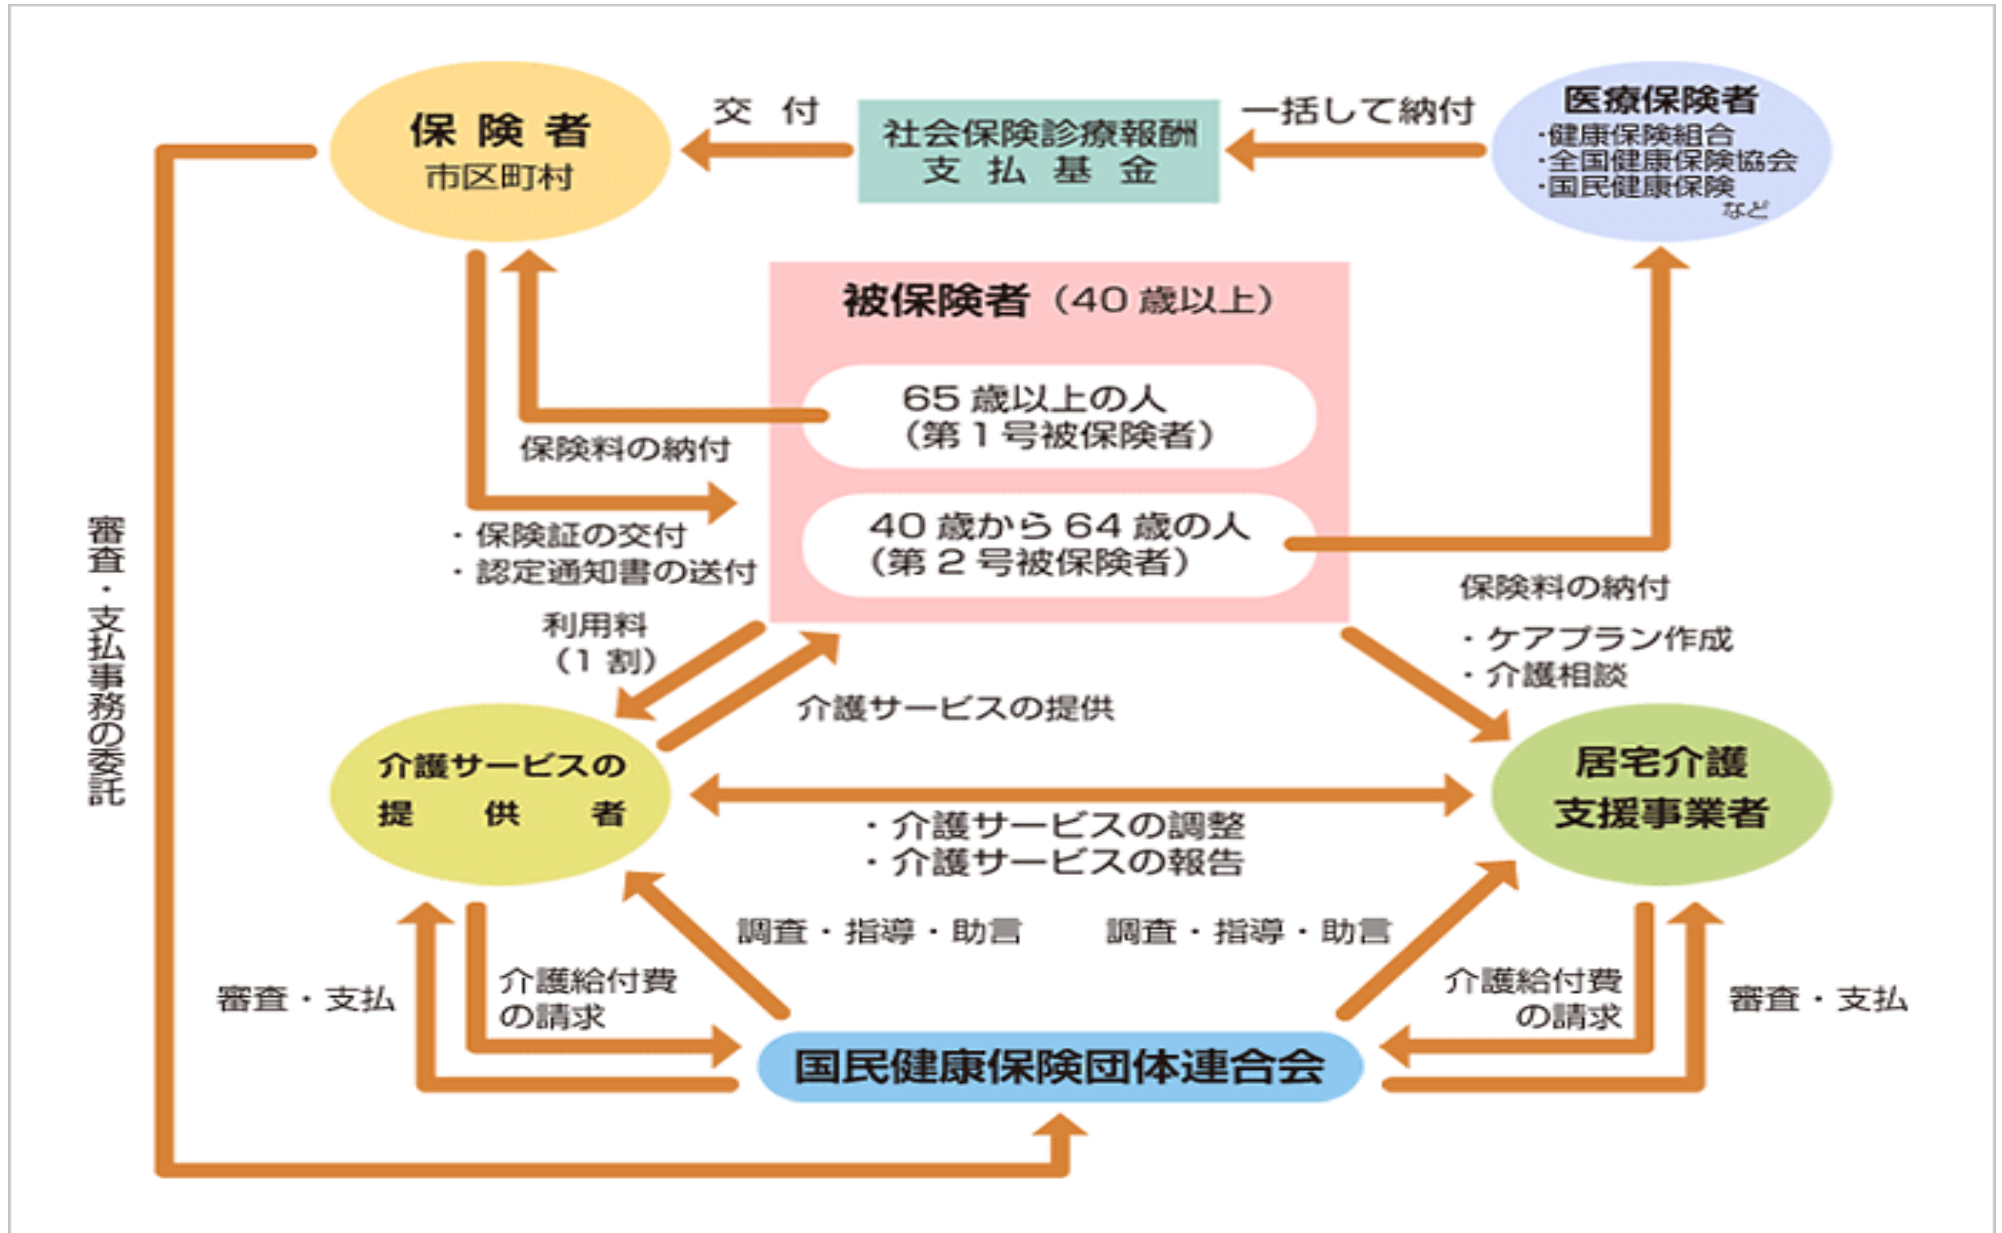 保険者
市区町村
交付
社会保険診療報酬
支払基金
一括して納付
医療保険者
・健康保険組合
・全国健康保険協会
・国民健康保険
など
被保険者（40歳以上）
65歳以上の人
（第1号被保険者）
40歳から64歳の人
（第2号被保険者）
保険料の納付
・保険証の交付
・認定通知書の送付
保険料の納付
・ケアプラン作成
・介護相談
利用料
（1割）
介護サービスの提供
審査・支払事務の委託
介護サービスの
提供者
・介護サービスの調整
・介護サービスの報告
居宅介護
支援事業者
調査・指導・助言
調査・指導・助言
審査・支払
介護給付費
の請求
介護給付費
の請求
審査・支払
国民健康保険団体連合会